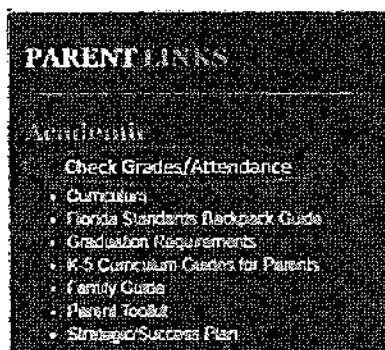 PARENT LINKS
Academic
Check Grades/Attendance
• Curriculum
• Florida Standards Backpack Guide
• Graduation Requirements
• K-5 Curriculum Guides for Parents
• Family Guide
• Parent Toolkit
• Strategic/Success Plan